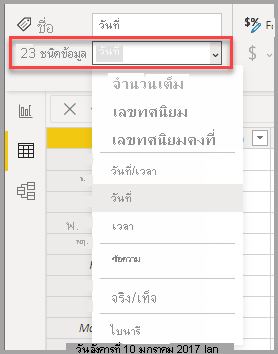 ชื่อ
วันที่
$%
Fo
23 ชนิดข้อมูล
วันที่
$
จำนวนเต็ม
เลขทศนิยม
เลขทศนิยมคงที่
วันที่/เวลา
วันที่
เวลา
ข้อความ
จริง/เท็จ
ไบนารี
วันอังคารที่ 10 มกราคม 2017 Jan